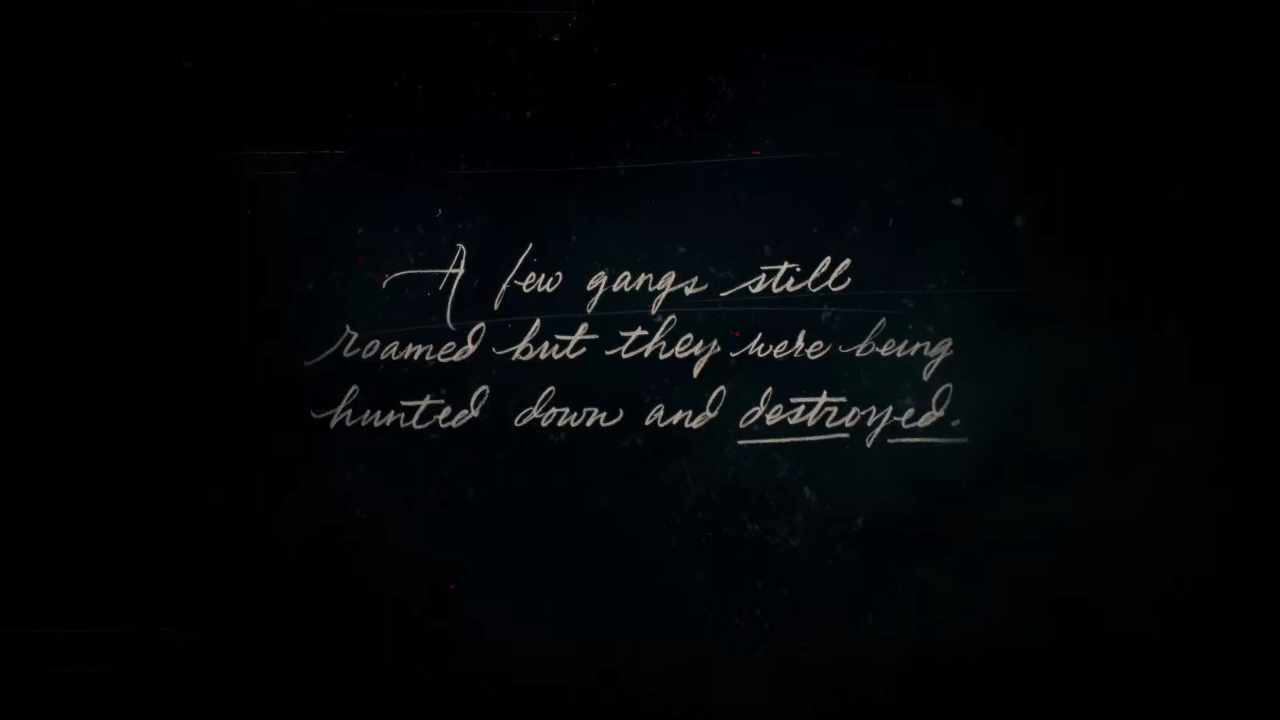 A few gangs still
roamed but they were being
hunted down and destroyed.